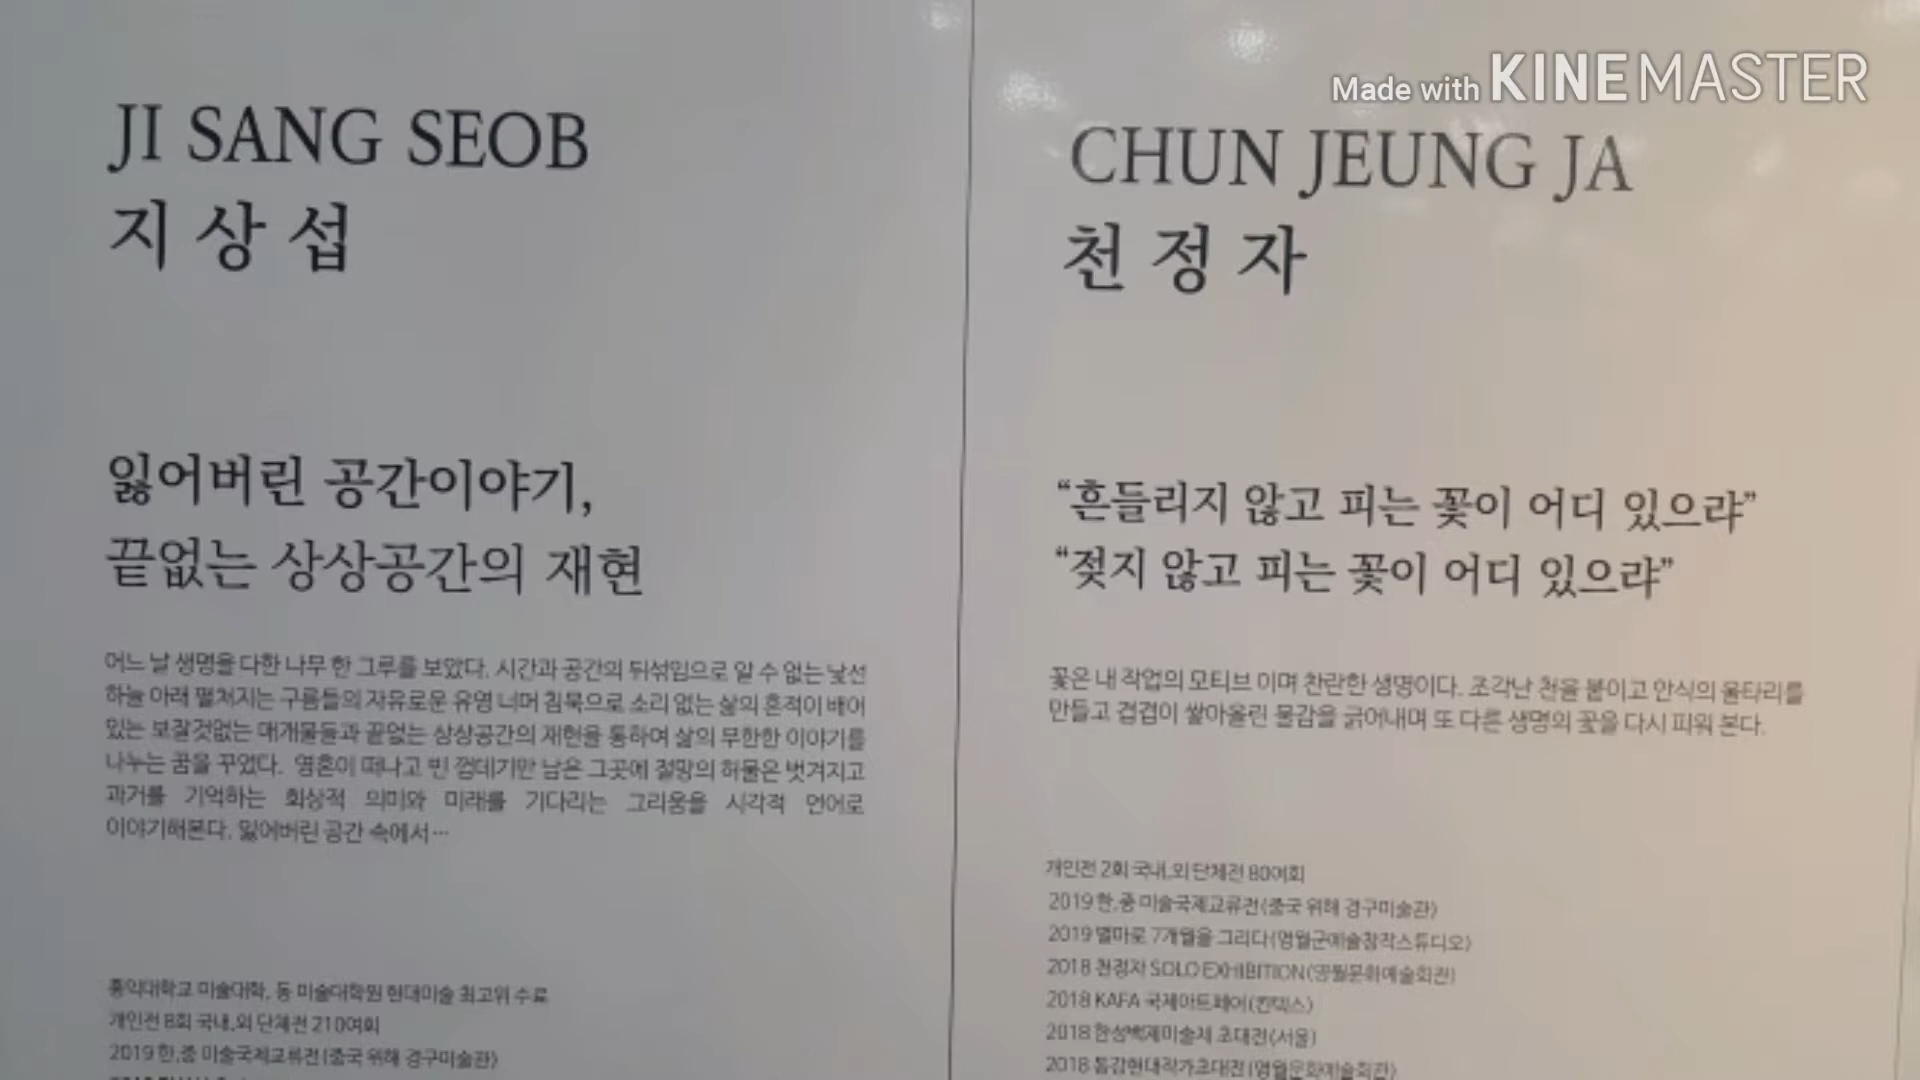 Made with KINEMASTER
JI SANG SEOB
지 상 섭
잃어버린 공간이야기,
끝없는 상상공간의 재현
어느 날 생명을 다한 나무 한 그루를 보았다. 시간과 공간의 뒤섞임으로 알 수 없는 낯선
하늘 아래 펼쳐지는 구름들의 자유로운 유영 너머 침묵으로 소리 없는 삶의 흔적이 배어
있는 보잘것없는 매개물들과 끝없는 상상공간의 재현을 통하여 삶의 무한한 이야기를
나누는 꿈을 꾸었다. 영혼이 떠나고 빈 껍데기만 남은 그곳에 절망의 허물은 벗겨지고
과거를 기억하는 회상적 의미와 미래를 기다리는 그리움을 시각적 언어로
이야기해본다. 잃어버린 공간 속에서…
홍익대학교 미술대학, 동 미술대학원 현대미술 최고위 수료
개인전 8회 국내,외 단체전 210여회
2019 한,중 미술국제교류전(중국 위해 경구미술관)
CHUN JEUNG JA
천 정 자
“흔들리지 않고 피는 꽃이 어디 있으랴”
“젖지 않고 피는 꽃이 어디 있으랴”
꽃은 내 작업의 모티브 이며 찬란한 생명이다. 조각난 천을 붙이고 안식의 울타리를
만들고 겹겹이 쌓아올린 물감을 긁어내며 또 다른 생명의 꽃을 다시 피워 본다.
개인전 2회 국내,외 단체전 80여회
2019 한,중 미술국제교류전(중국 위해 경구미술관)
2019 별마로 7개월을 그리다(영월군예술창작스튜디오)
2018 천정자 SOLO EXHIBITION(영월문화예술회관)
2018 KAFA 국제아트페어(킨텍스)
2018 한성백제미술제 초대전(서울)
2018 동강현대작가초대전(영월문화예술회관)